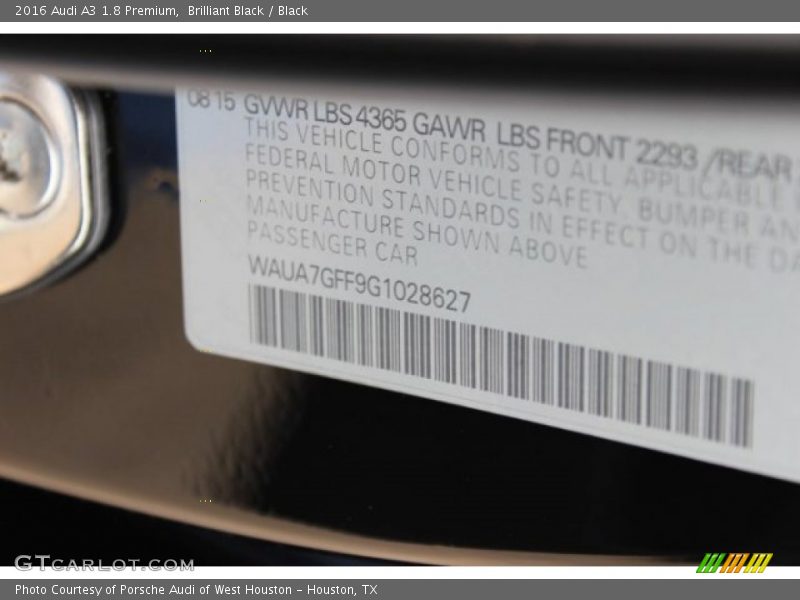 2016 Audi A3 1.8 Premium,  Brilliant Black / Black
08 15 GVWR LBS 4365 GAWR LBS FRONT 2293 /REAR
THIS VEHICLE CONFORMS TO ALL APPLICABLE
FEDERAL MOTOR VEHICLE SAFETY, BUMPER AN
PREVENTION STANDARDS IN EFFECT ON THE DA
MANUFACTURE SHOWN ABOVE
PASSENGER CAR
WAUA7GFF9G1028627
GTCARLOT.COM
Photo Courtesy of Porsche Audi of West Houston - Houston, TX